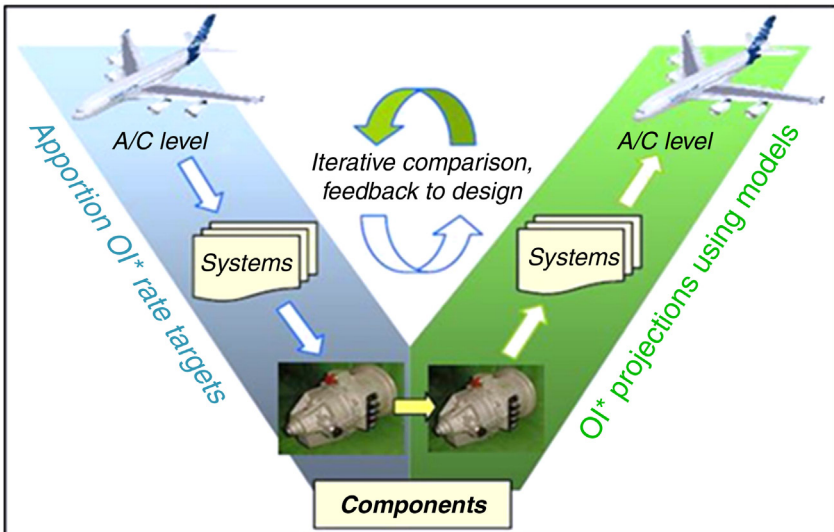 A/C level
A/C level
Iterative comparison,
feedback to design
Apportion OI* rate targets
OI* projections using models
Systems
Systems
Components